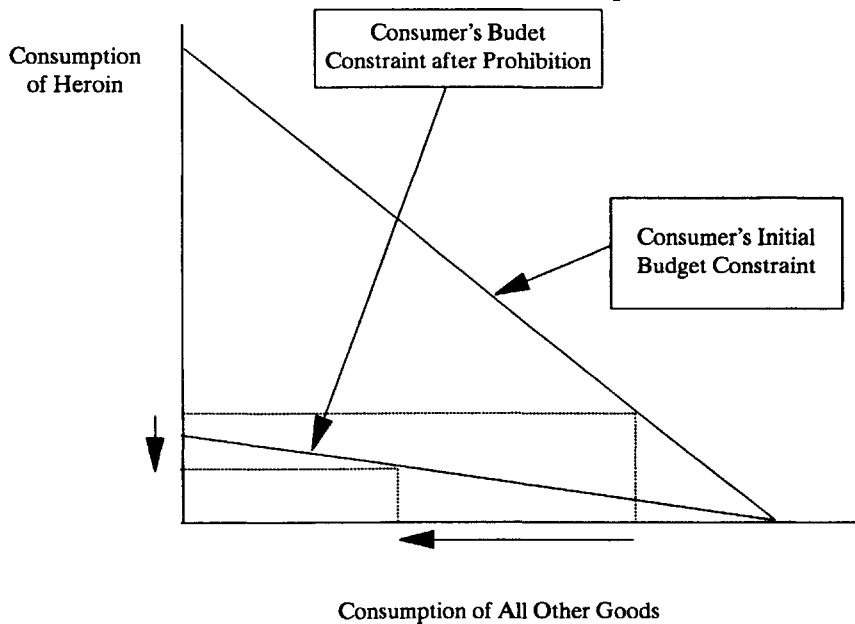 Consumption
of Heroin
Consumer's Budet
Constraint after Prohibition
Consumer's Initial
Budget Constraint
Consumption of All Other Goods